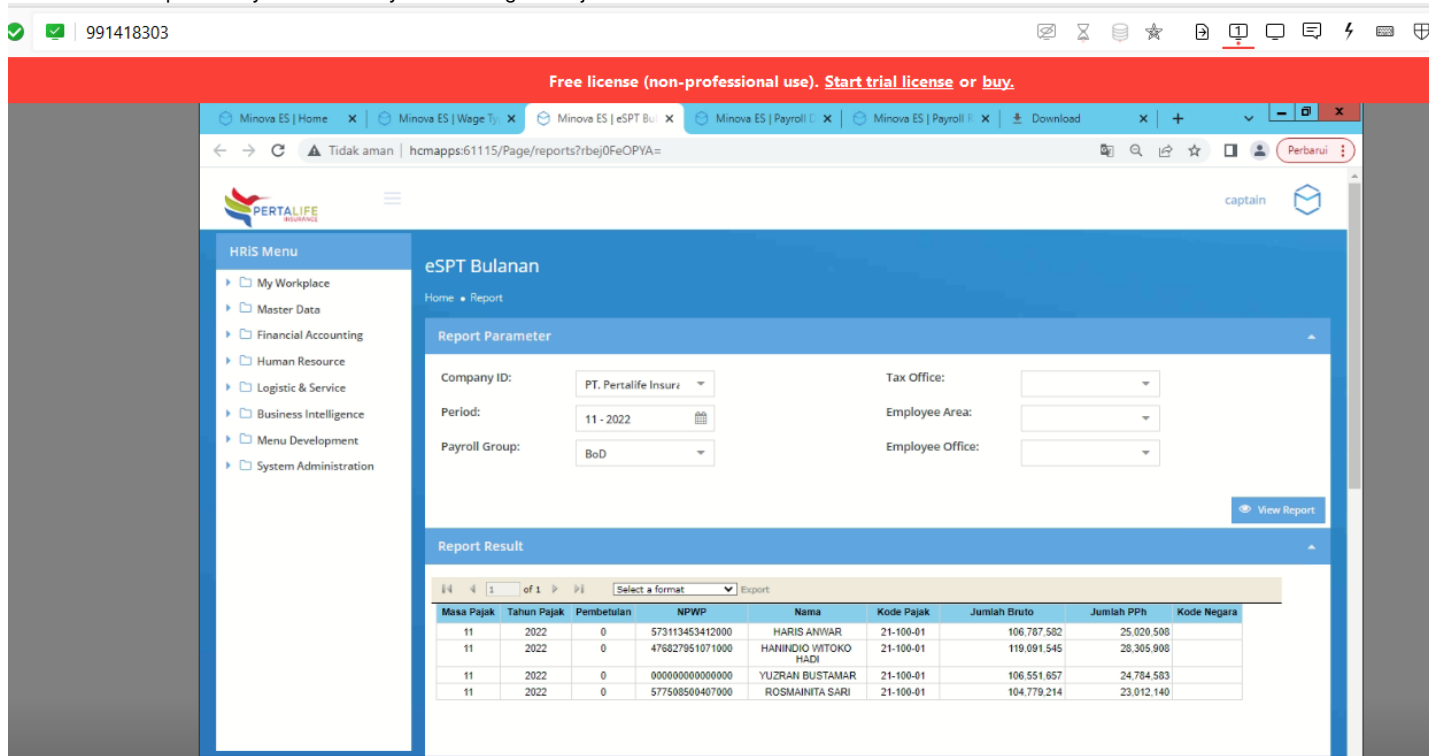 991418303
1
Free license (non-professional use). Start trial license or buy.
Minova ES | Home
Minova ES | Wage Ty
Minova ES | eSPT Bul
Minova ES | Payroll D
Minova ES | Payroll R
Download
Tidak aman | hcmapps:61115/Page/reports?rbej0FeOPYA=
Perbarui
PERTALIFE
INSURANCE
captain
HRiS Menu
My Workplace
Master Data
Financial Accounting
Human Resource
Logistic & Service
Business Intelligence
Menu Development
System Administration
eSPT Bulanan
Home • Report
Report Parameter
Company ID: PT. Pertalife Insura Tax Office:
Period: 11 - 2022 Employee Area:
Payroll Group: BoD Employee Office:
View Report
Report Result
1 of 1 Select a format Export
Masa Pajak Tahun Pajak Pembetulan NPWP Nama Kode Pajak Jumlah Bruto Jumlah PPh Kode Negara
11 2022 0 573113453412000 HARIS ANWAR 21-100-01 106,787,582 25,020,508
11 2022 0 476827951071000 HANINDIO WITOKO HADI 21-100-01 119,091,545 28,305,908
11 2022 0 000000000000000 YUZRAN BUSTAMAR 21-100-01 106,551,657 24,784,583
11 2022 0 577508500407000 ROSMAINITA SARI 21-100-01 104,779,214 23,012,140